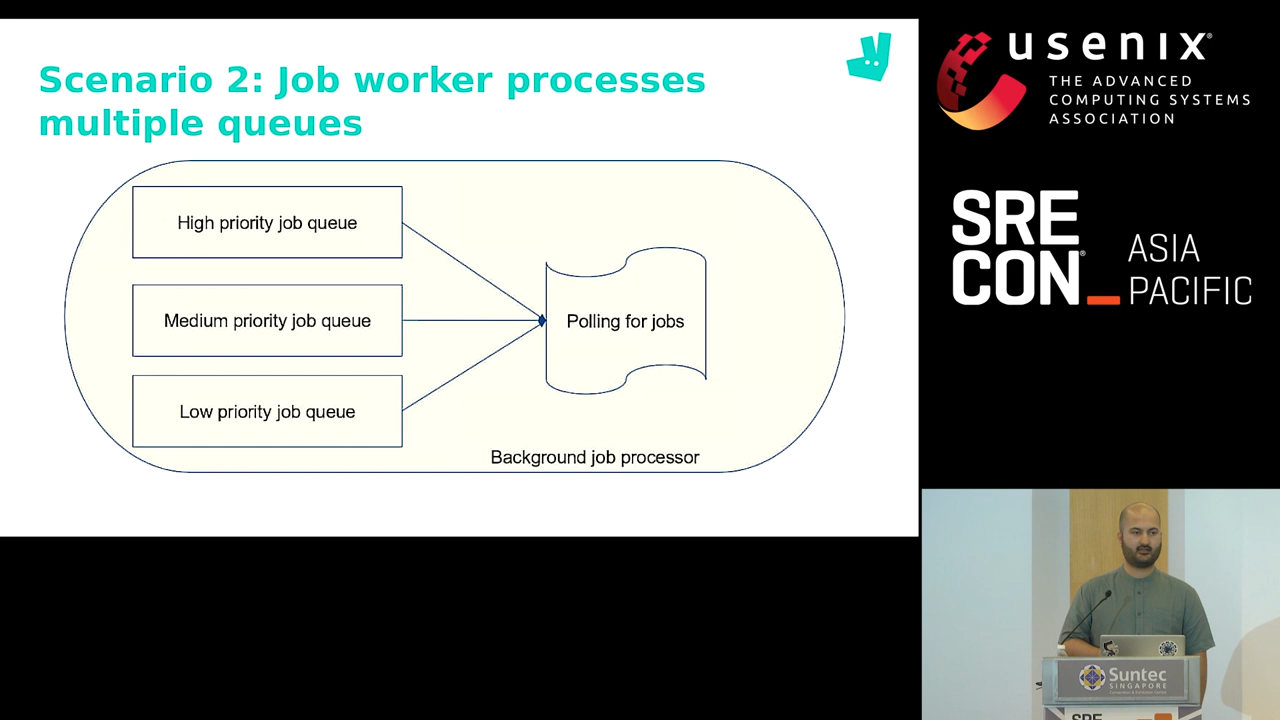 Scenario 2: Job worker processes
multiple queues
High priority job queue
Medium priority job queue
Low priority job queue
Polling for jobs
Background job processor
usenix®
THE ADVANCED
COMPUTING SYSTEMS
ASSOCIATION
SRE
CON®_
ASIA
PACIFIC
Suntec
SINGAPORE
SRE